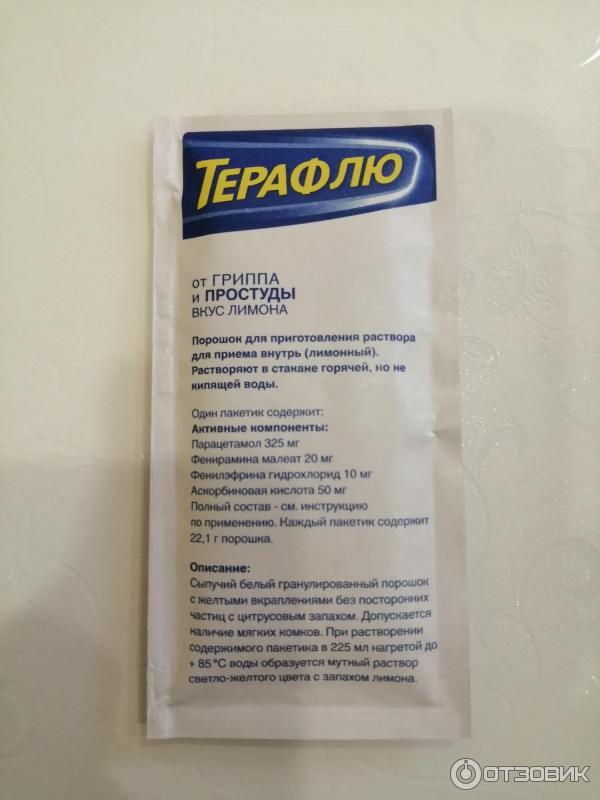 ТЕРАФЛЮ
от ГРИППА
и ПРОСТУДЫ
ВКУС ЛИМОНА
Порошок для приготовления раствора
для приема внутрь (лимонный).
Растворяют в стакане горячей, но не
кипящей воды.
Один пакетик содержит:
Активные компоненты:
Парацетамол 325 мг
Фенирамина малеат 20 мг
Фенилэфрина гидрохлорид 10 мг
Аскорбиновая кислота 50 мг
Полный состав - см. инструкцию
по применению. Каждый пакетик содержит
22,1 г порошка.
Описание:
Сыпучий белый гранулированный порошок
с желтыми вкраплениями без посторонних
частиц с цитрусовым запахом. Допускается
наличие мягких комков. При растворении
содержимого пакетика в 225 мл нагретой до
+ 85°C воды образуется мутный раствор
светло-желтого цвета с запахом лимона.
ОТЗОВИК